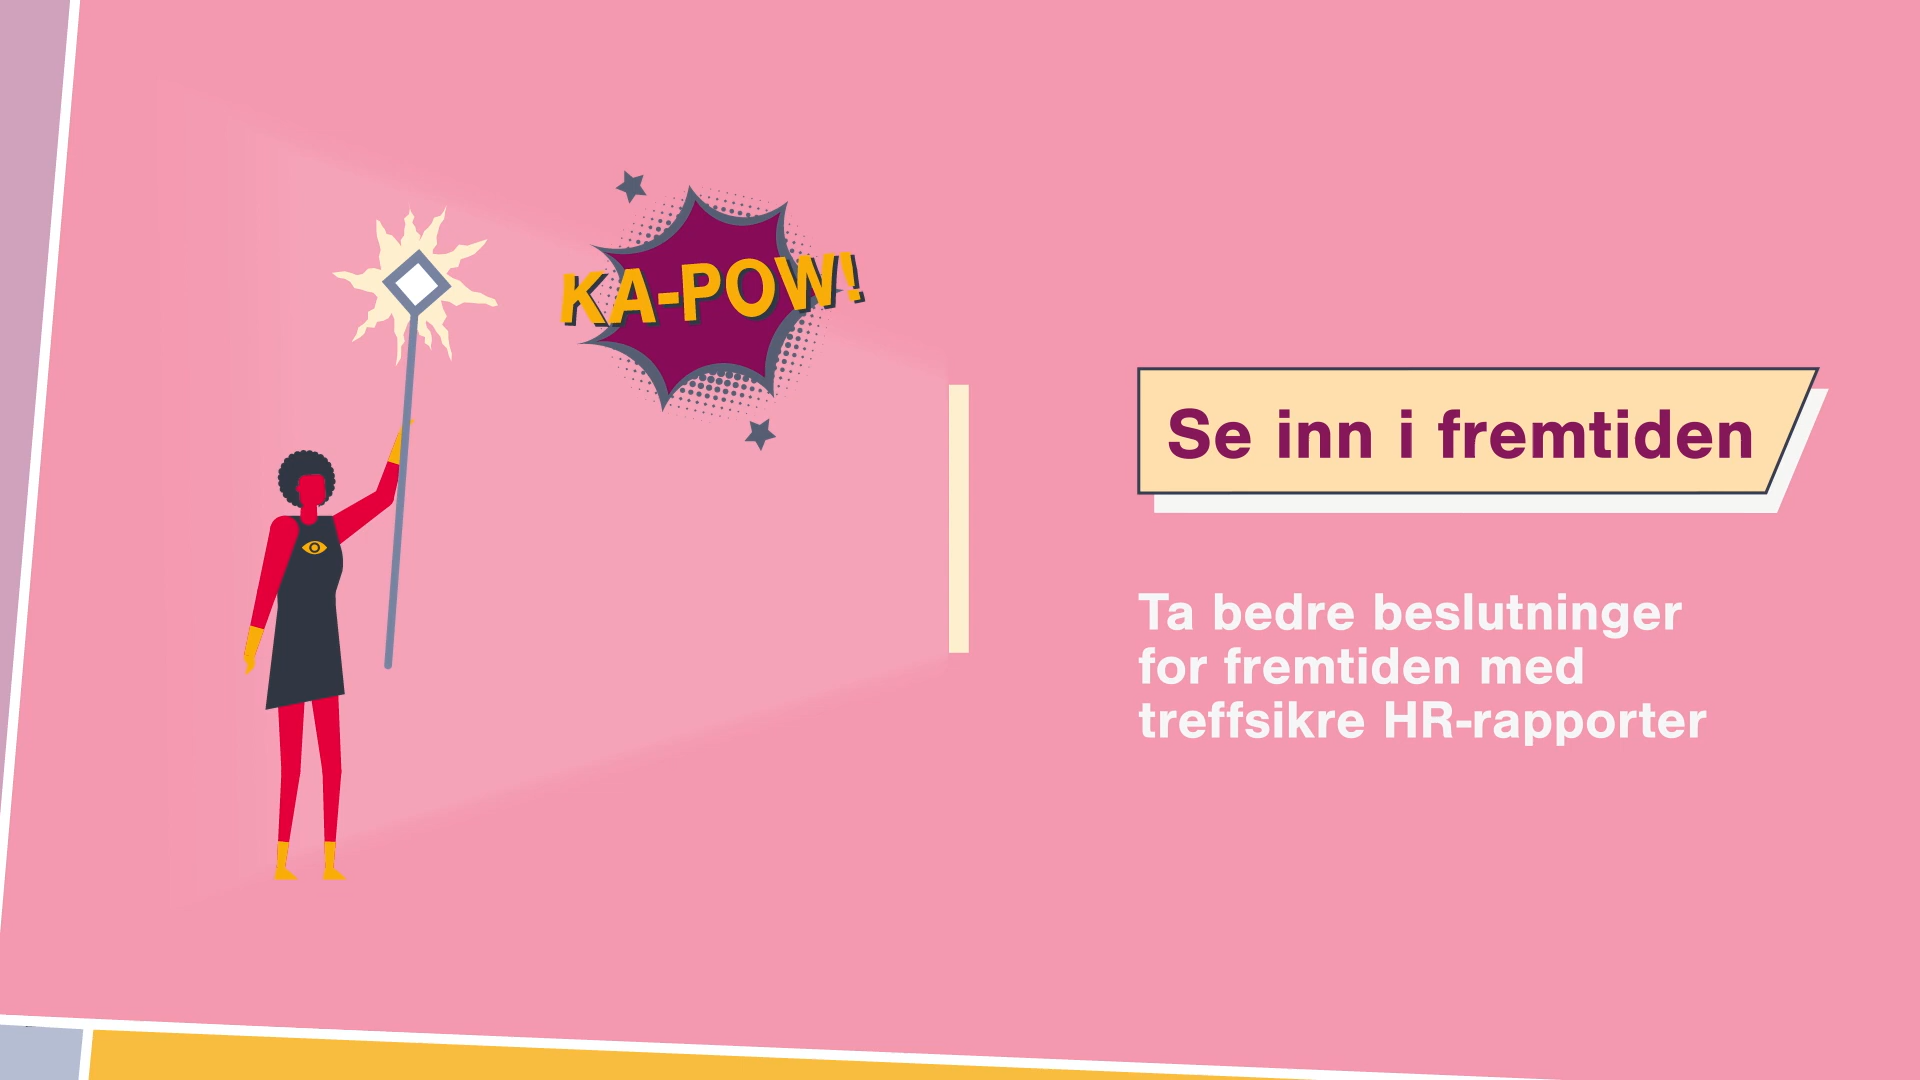 KA-POW!
Se inn i fremtiden
Ta bedre beslutninger
for fremtiden med
treffsikre HR-rapporter